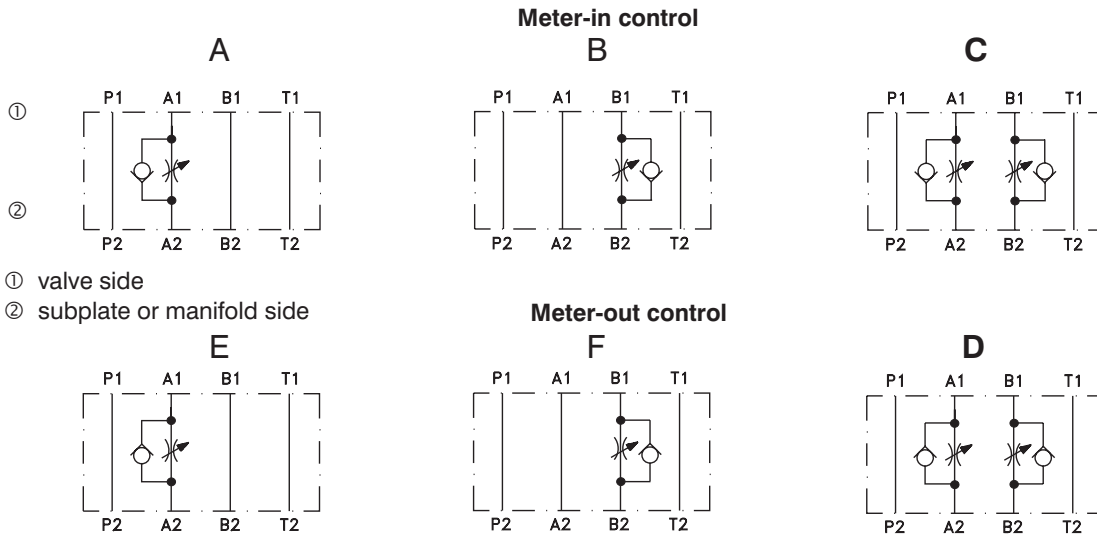 Meter-in control
A B C
P1 A1 B1 T1 P1 A1 B1 T1 P1 A1 B1 T1
①
②
P2 A2 B2 T2 P2 A2 B2 T2 P2 A2 B2 T2
① valve side
② subplate or manifold side
Meter-out control
E F D
P1 A1 B1 T1 P1 A1 B1 T1 P1 A1 B1 T1
P2 A2 B2 T2 P2 A2 B2 T2 P2 A2 B2 T2